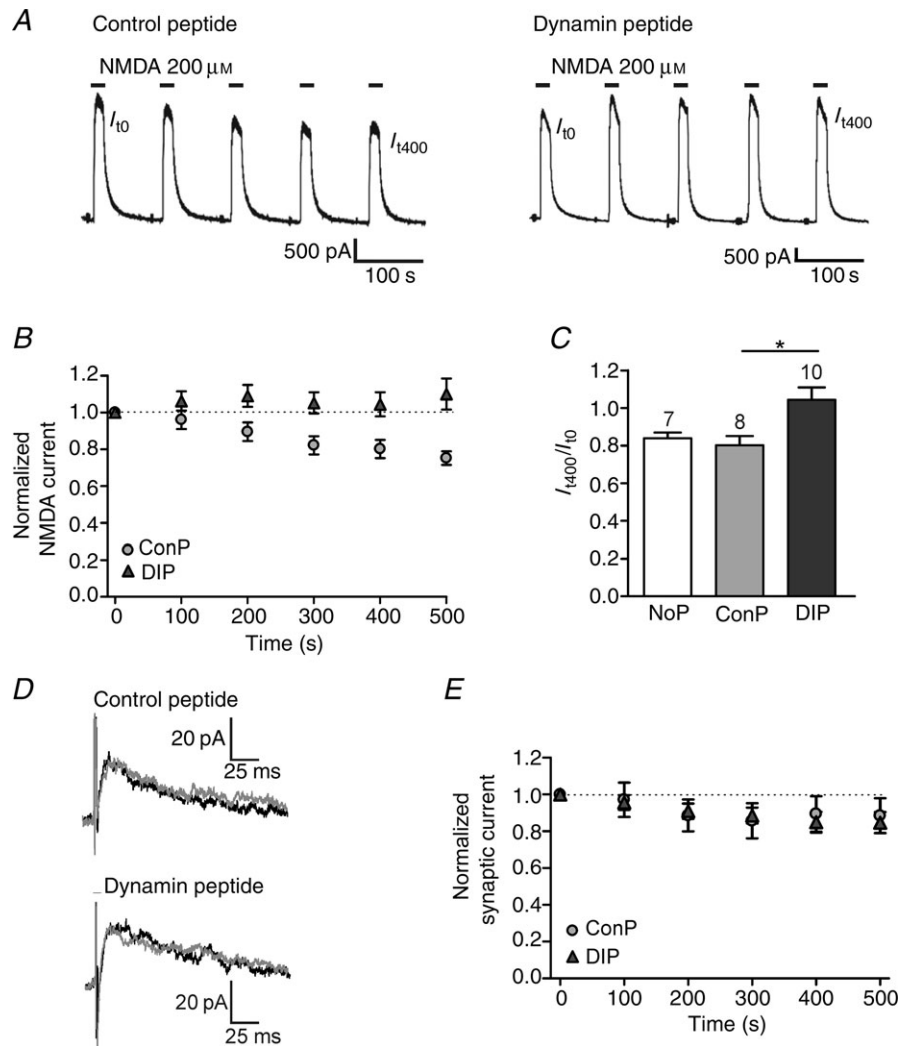 A
Control peptide
Dynamin peptide
NMDA 200 μM
NMDA 200 μM
It0
It400
It0
It400
500 pA
100 s
500 pA
100 s
B
1.2
1.0
0.8
0.6
0.4
0.2
0.0
Normalized
NMDA current
ConP
DIP
0 100 200 300 400 500
Time (s)
C
*
1.2
1.0
0.8
0.6
0.4
0.2
0.0
It400/It0
7
8
10
NoP ConP DIP
D
Control peptide
20 pA
25 ms
Dynamin peptide
20 pA
25 ms
E
1.2
1.0
0.8
0.6
0.4
0.2
0.0
Normalized
synaptic current
ConP
DIP
0 100 200 300 400 500
Time (s)